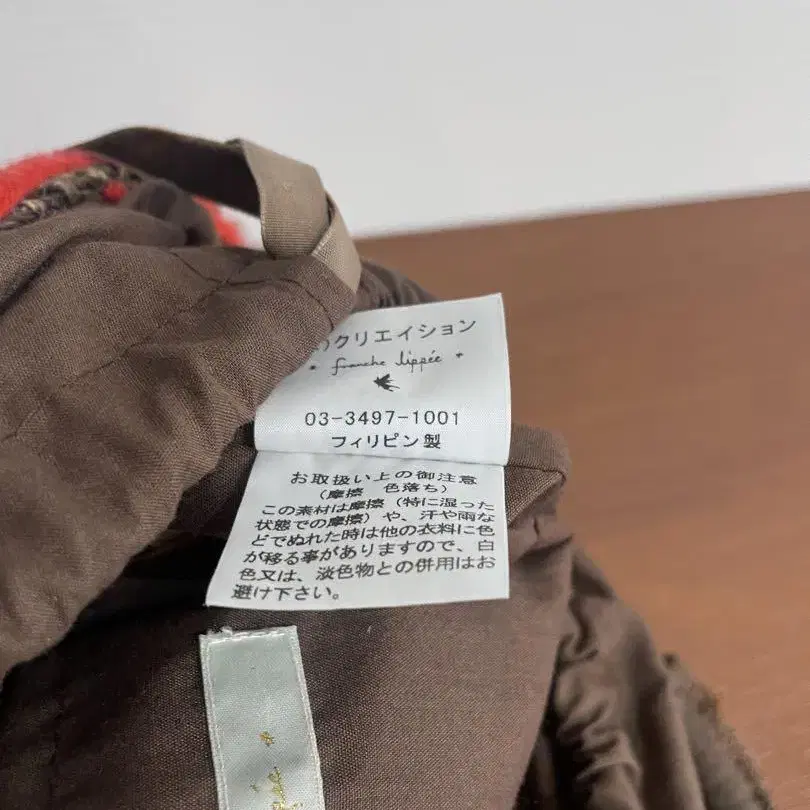 クリエイション
franche lippée
03-3497-1001
フィリピン製
お取扱い上の御注意
(摩擦 色落ち)
この素材は摩擦(特に湿った
状態での摩擦)や、汗や雨な
どでぬれた時は他の衣料に色
が移る事がありますので、白
色又は、淡色物との併用はお
避け下さい。